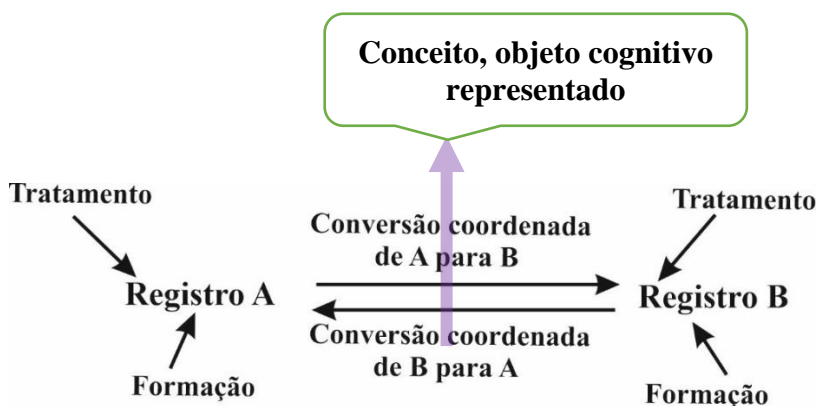 Conceito, objeto cognitivo
representado
Tratamento
Tratamento
Conversão coordenada
de A para B
Registro A
Registro B
Conversão coordenada
de B para A
Formação
Formação